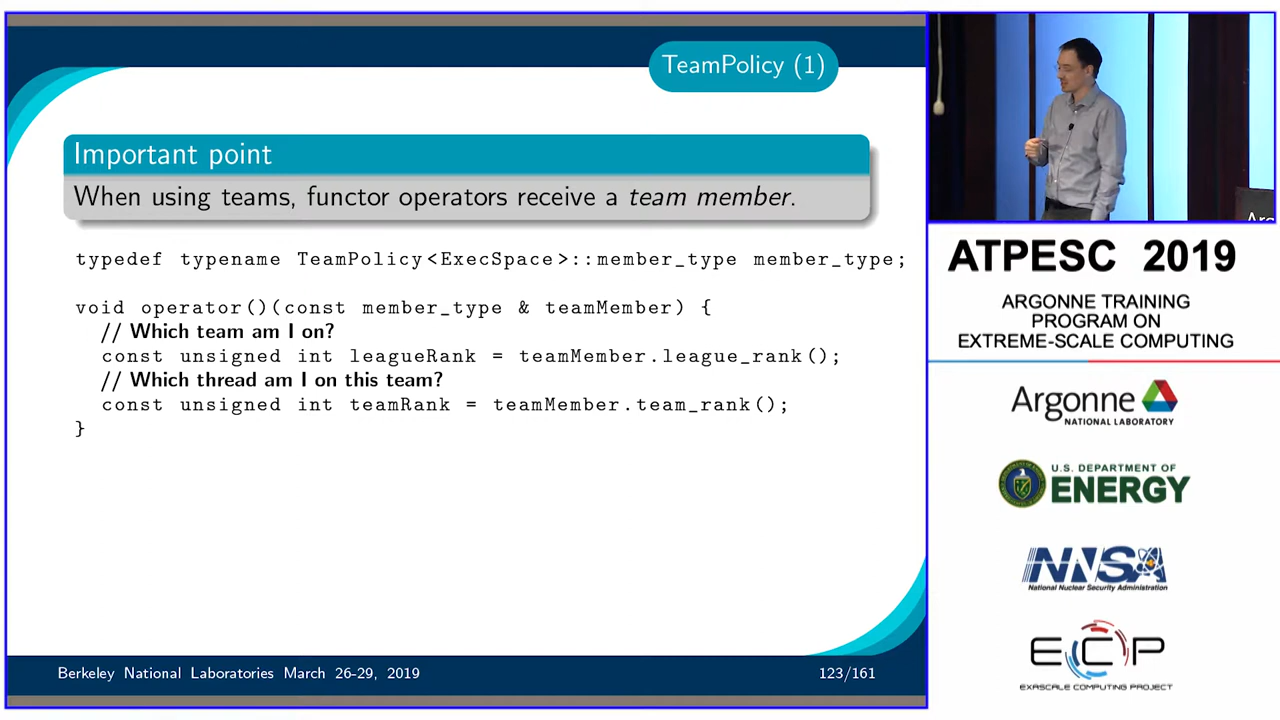 TeamPolicy (1)
Important point
When using teams, functor operators receive a team member.
typedef typename TeamPolicy<ExecSpace>::member_type member_type;
void operator()(const member_type & teamMember) {
// Which team am I on?
const unsigned int leagueRank = teamMember.league_rank();
// Which thread am I on this team?
const unsigned int teamRank = teamMember.team_rank();
}
Berkeley National Laboratories March 26-29, 2019
123/161
ATPESC 2019
ARGONNE TRAINING
PROGRAM ON
EXTREME-SCALE COMPUTING
Argonne
NATIONAL LABORATORY
U.S. DEPARTMENT OF
ENERGY
NNSA
National Nuclear Security Administration
ECP
EXASCALE COMPUTING PROJECT